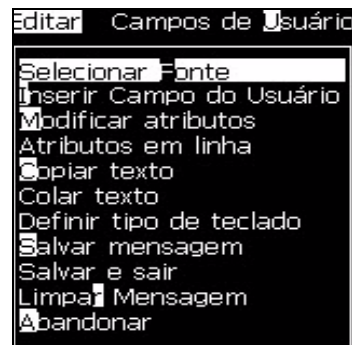 Editar Campos de Usuário
Selecionar Fonte
Inserir Campo do Usuário
Modificar atributos
Atributos em linha
Copiar texto
Colar texto
Definir tipo de teclado
Salvar mensagem
Salvar e sair
Limpar Mensagem
Abandonar